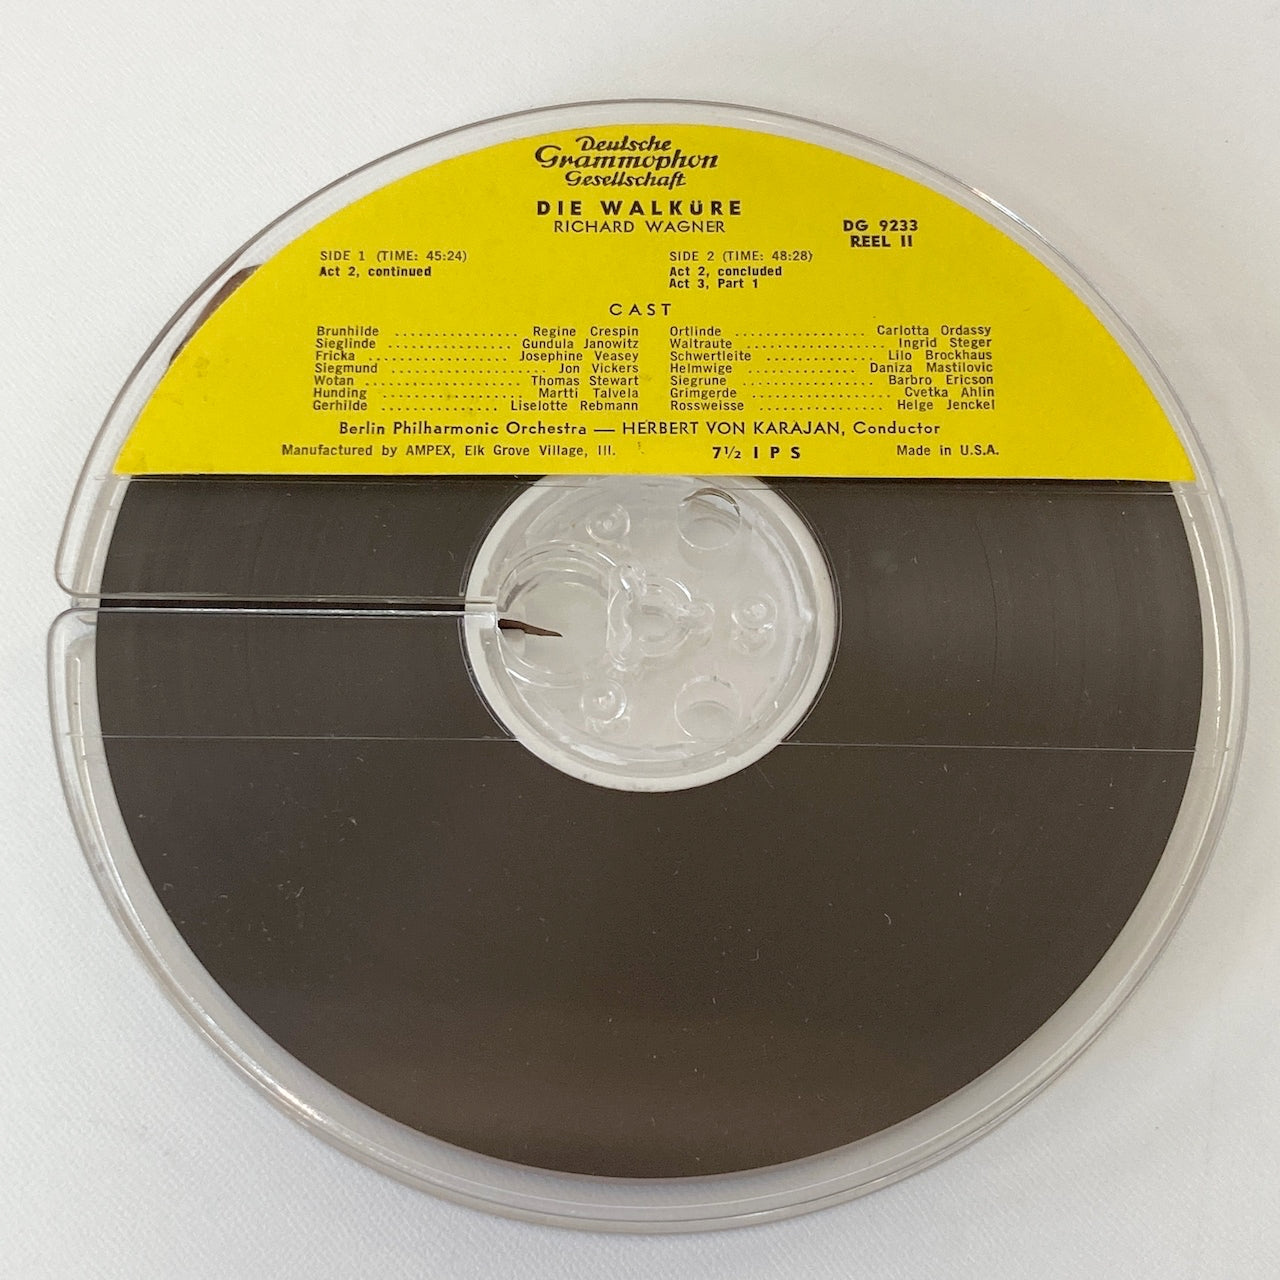 Deutsche
Grammophon
Gesellschaft
DIE WALKÜRE
RICHARD WAGNER
DG 9233
REEL II
SIDE 1 (TIME: 45:24)
Act 2, continued
SIDE 2 (TIME: 48:28)
Act 2, concluded
Act 3, Part 1
CAST
Brunhilde ................ Regine Crespin
Sieglinde ................ Gundula Janowitz
Fricka ................ Josephine Veasey
Siegmund ................ Jon Vickers
Wotan ................ Thomas Stewart
Hunding ................ Martti Talvela
Gerhilde ................ Liselotte Rebmann
Ortlinde ................ Carlotta Ordassy
Waltraute ................ Ingrid Steger
Schwertleite ................ Lilo Brockhaus
Helmwige ................ Daniza Mastilovic
Siegrune ................ Barbro Ericson
Grimgerde ................ Cvetka Ahlin
Rossweisse ................ Helge Jenckel
Berlin Philharmonic Orchestra — HERBERT VON KARAJAN, Conductor
Manufactured by AMPEX, Elk Grove Village, Ill. 7½ IPS Made in U.S.A.